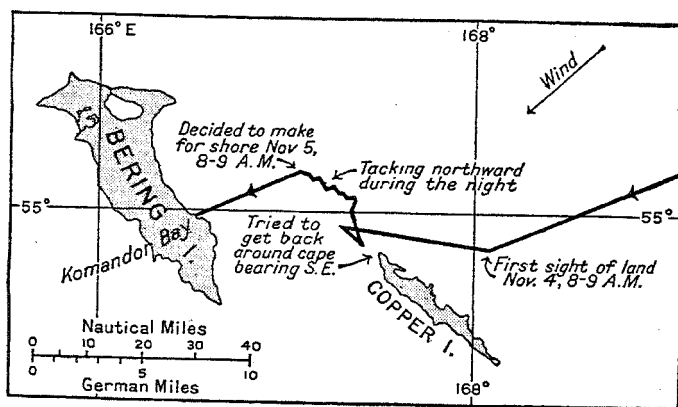 166°E
168°
Wind
Decided to make
for shore Nov 5,
8-9 A.M.
Tacking northward
during the night
BERING I.
55°
55°
Komandor Bay
Tried to
get back
around cape
bearing S.E.
First sight of land
Nov. 4, 8-9 A.M.
COPPER I.
Nautical Miles
0 10 20 30 40
0 5 10
German Miles
168°